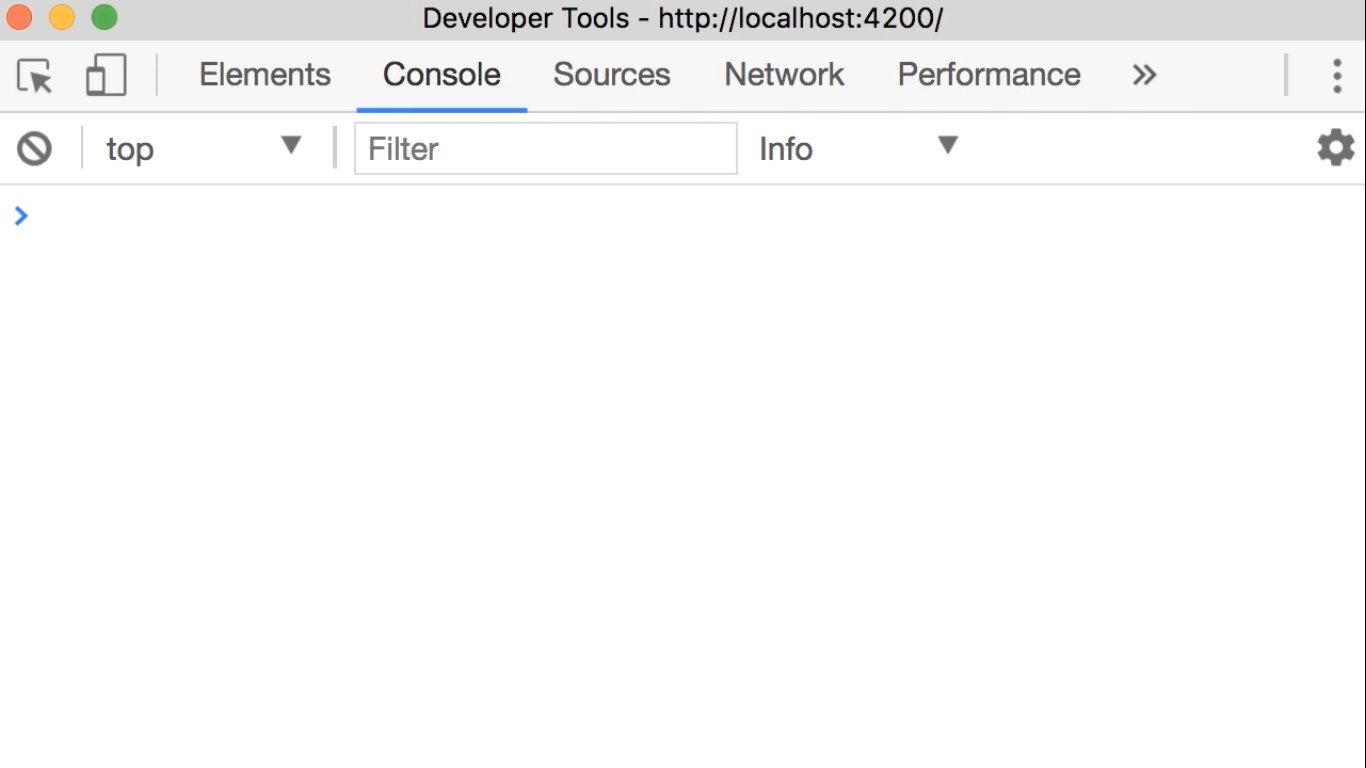 Developer Tools - http://localhost:4200/
Elements Console Sources Network Performance
top Filter Info